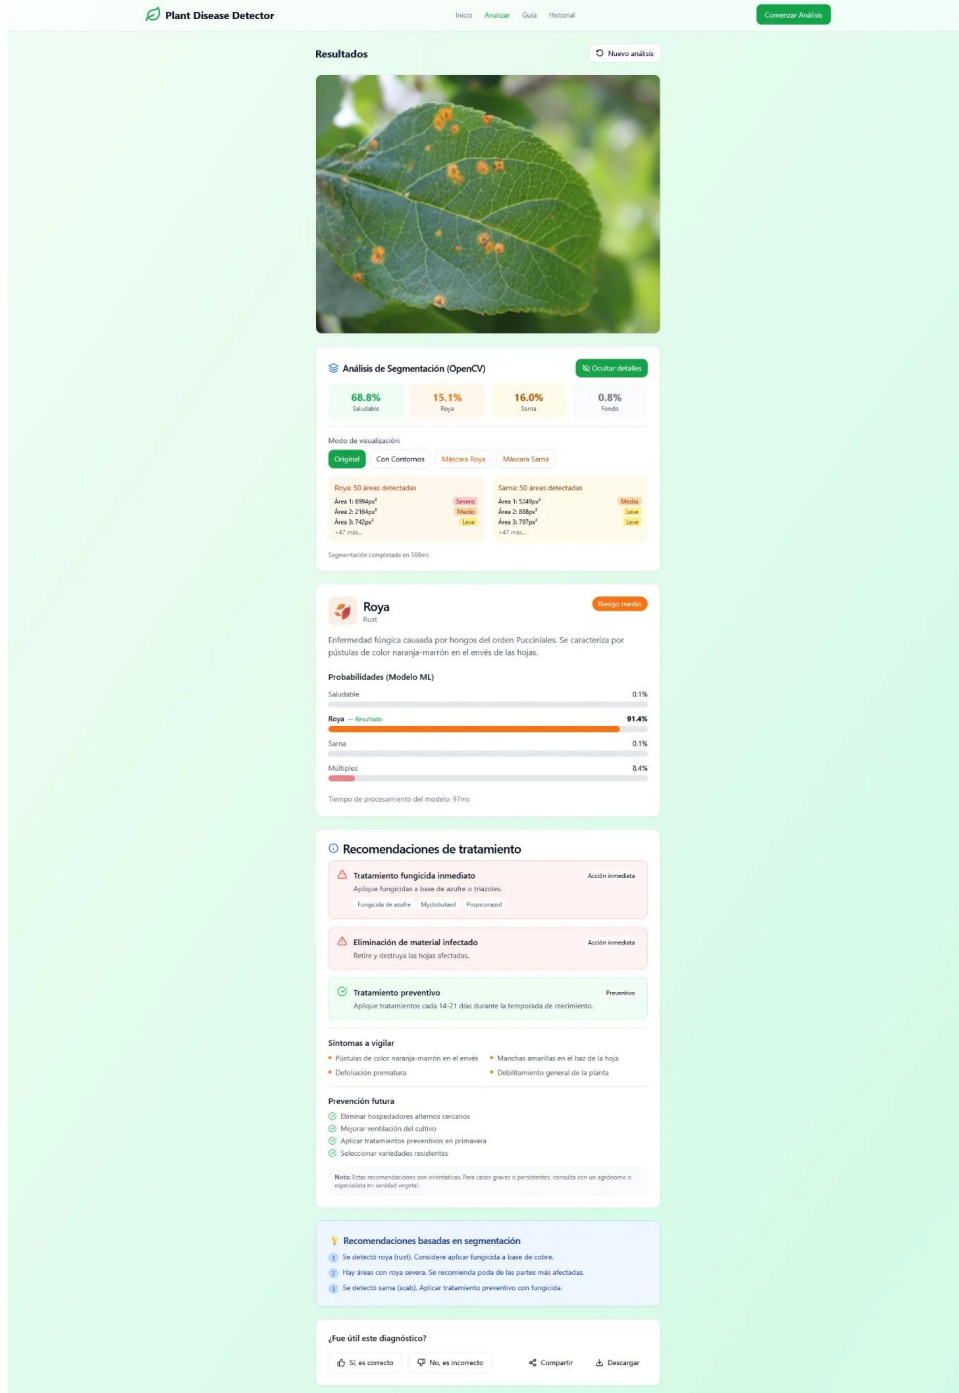 Plant Disease Detector
Inicio Analizar Guía Historial
Comenzar Análisis
Resultados
Nuevo análisis
Análisis de Segmentación (OpenCV)
Ocultar detalles
68.8% 15.1% 16.0% 0.8%
Saludable Roya Sarna Fondo
Modo de visualización:
Original Con Contornos Máscara Roya Máscara Sarna
Roya: 50 áreas detectadas
Área 1: 6994px² Severo
Área 2: 2164px² Medio
Área 3: 742px² Leve
+47 más...
Sarna: 50 áreas detectadas
Área 1: 5249px² Medio
Área 2: 888px² Leve
Área 3: 797px² Leve
+47 más...
Segmentación completada en 386ms
Roya
Rust
Riesgo medio
Enfermedad fúngica causada por hongos del orden Pucciniales. Se caracteriza por
pústulas de color naranja-marrón en el envés de las hojas.
Probabilidades (Modelo ML)
Saludable 0.1%
Roya ← Resultado 91.4%
Sarna 0.1%
Múltiples 8.4%
Tiempo de procesamiento del modelo: 97ms
Recomendaciones de tratamiento
Tratamiento fungicida inmediato Acción inmediata
Aplique fungicidas a base de azufre o triazoles.
Fungicida de azufre Myclobutanil Propiconazol
Eliminación de material infectado Acción inmediata
Retire y destruya las hojas afectadas.
Tratamiento preventivo Preventivo
Aplique tratamientos cada 14-21 días durante la temporada de crecimiento.
Síntomas a vigilar
Pústulas de color naranja-marrón en el envés Manchas amarillas en el haz de la hoja
Defoliación prematura Debilitamiento general de la planta
Prevención futura
Eliminar hospedadores alternos cercanos
Mejorar ventilación del cultivo
Aplicar tratamientos preventivos en primavera
Seleccionar variedades resistentes
Nota: Estas recomendaciones son orientativas. Para casos graves o persistentes, consulta con un agrónomo o
especialista en sanidad vegetal.
Recomendaciones basadas en segmentación
1 Se detectó roya (rust). Considere aplicar fungicida a base de cobre.
2 Hay áreas con roya severa. Se recomienda poda de las partes más afectadas.
3 Se detectó sarna (scab). Aplicar tratamiento preventivo con fungicida.
¿Fue útil este diagnóstico?
Sí, es correcto No, es incorrecto Compartir Descargar